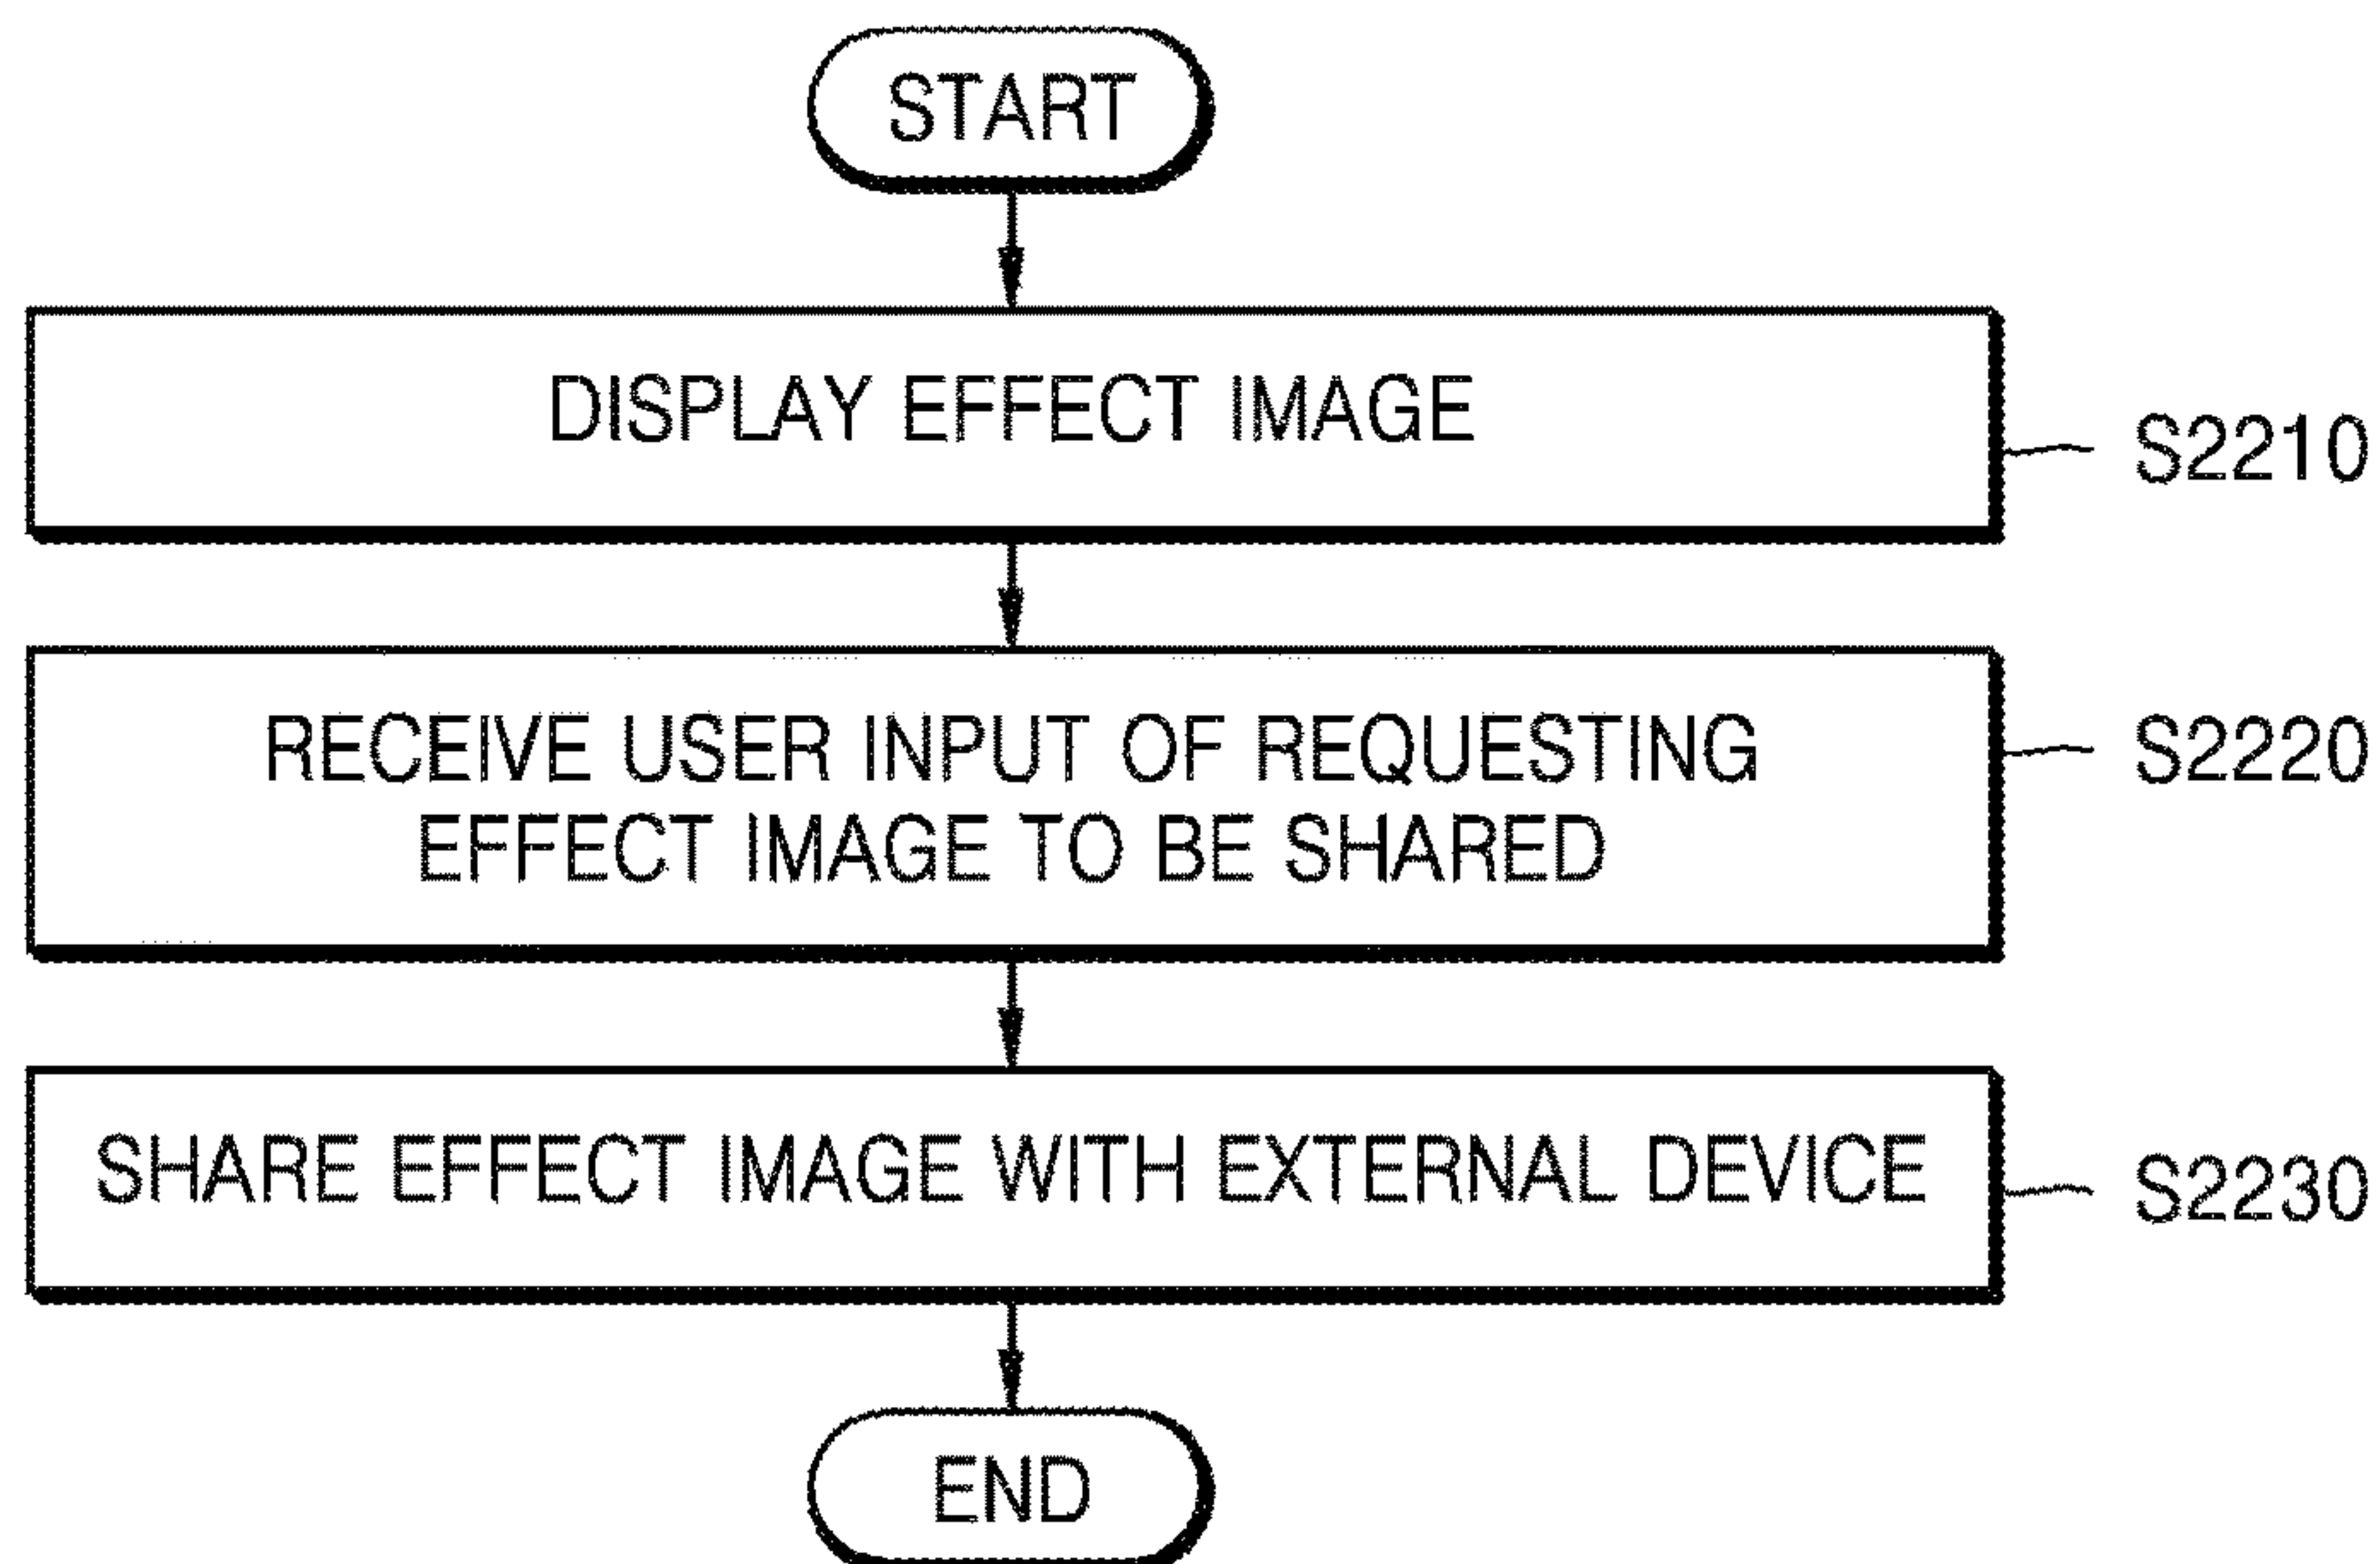 START
DISPLAY EFFECT IMAGE
S2210
RECEIVE USER INPUT OF REQUESTING
EFFECT IMAGE TO BE SHARED
S2220
SHARE EFFECT IMAGE WITH EXTERNAL DEVICE
S2230
END